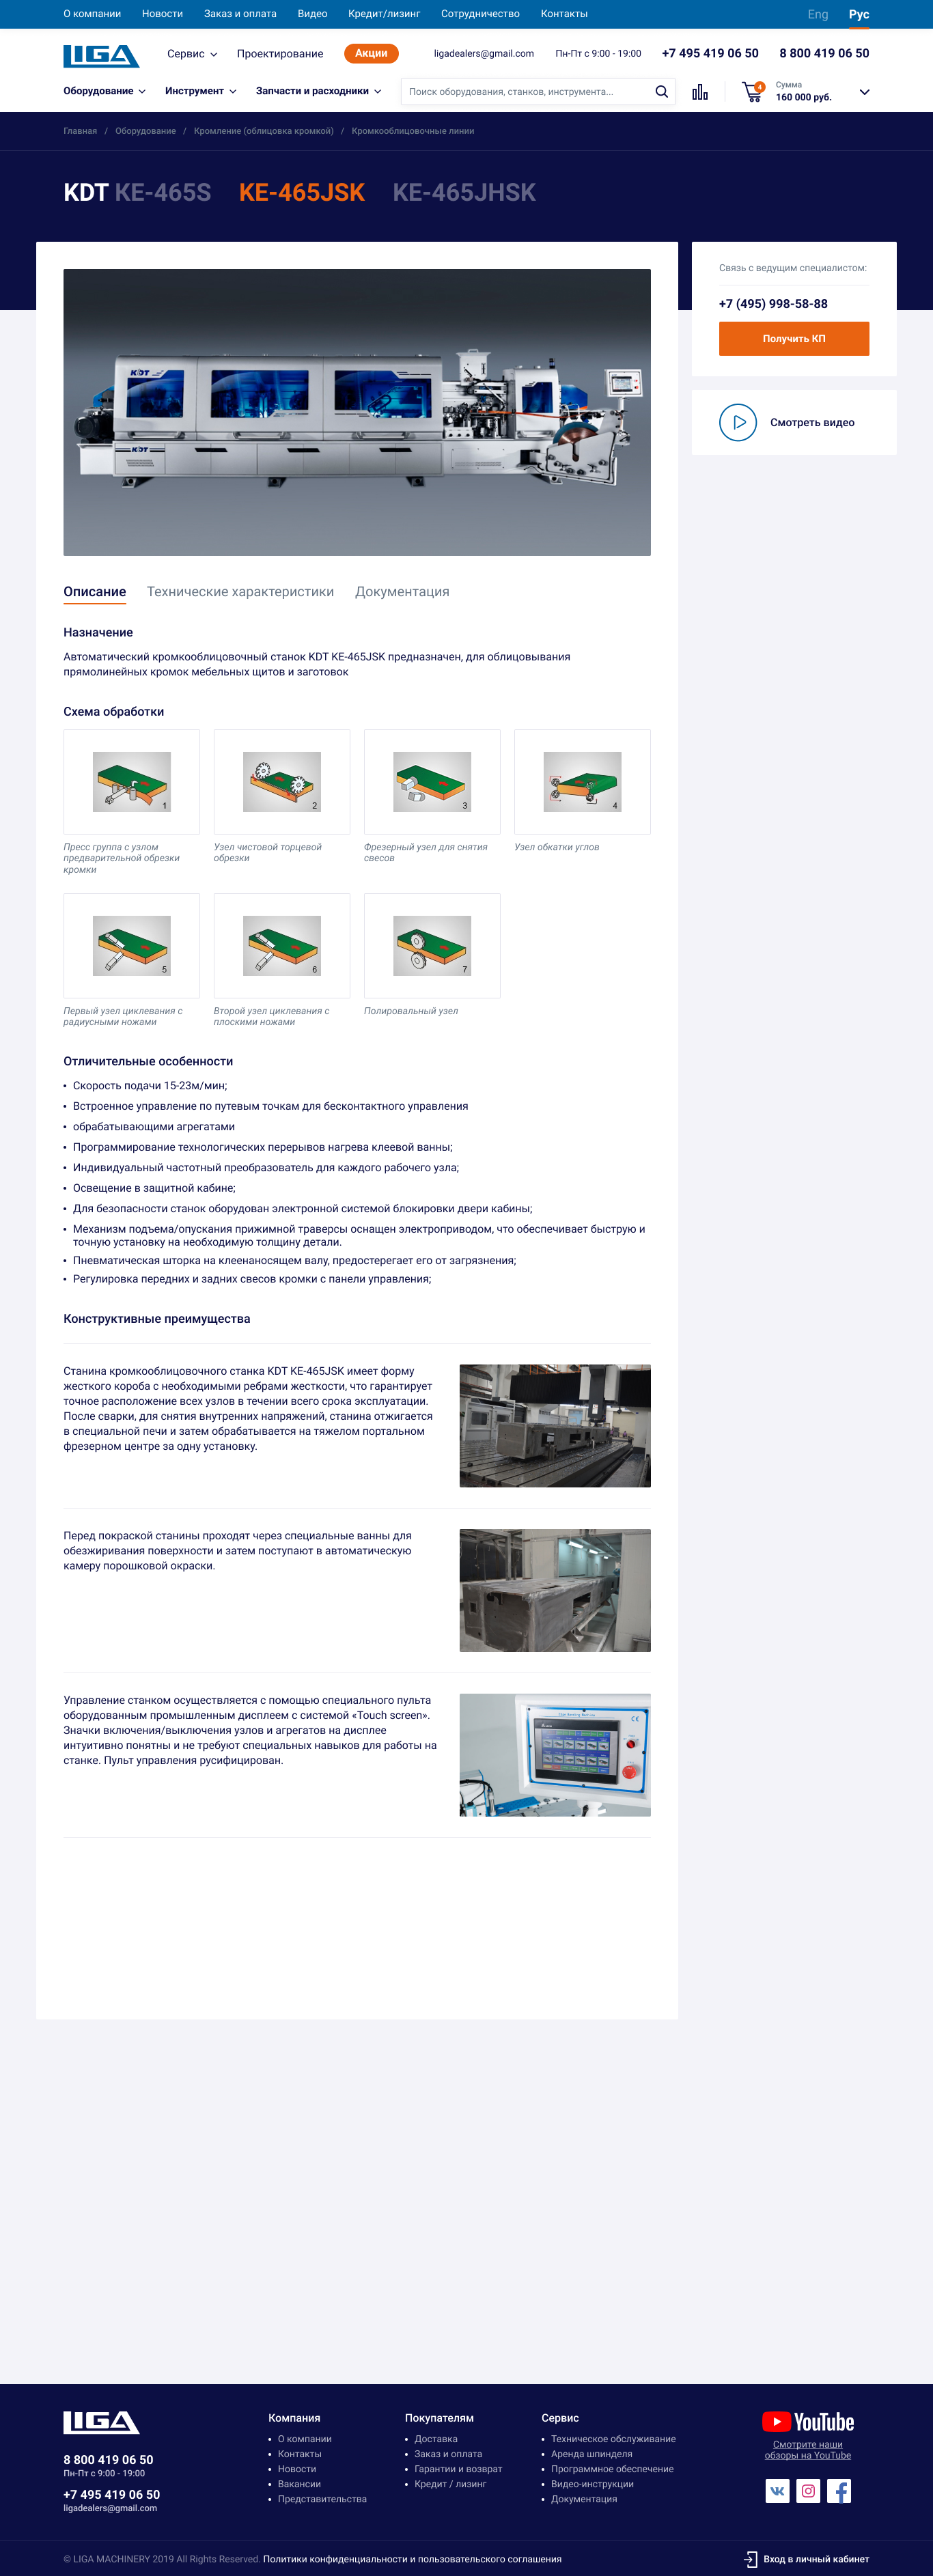 О компании Новости Заказ и оплата Видео Кредит/лизинг Сотрудничество Контакты Eng Рус
LIGA Сервис Проектирование Акции ligadealers@gmail.com Пн-Пт с 9:00 - 19:00 +7 495 419 06 50 8 800 419 06 50
Оборудование Инструмент Запчасти и расходники Поиск оборудования, станков, инструмента... 4 Сумма
160 000 руб.
Главная / Оборудование / Кромление (облицовка кромкой) / Кромкооблицовочные линии
KDT KE-465S KE-465JSK KE-465JHSK
Связь с ведущим специалистом:
+7 (495) 998-58-88
Получить КП
Смотреть видео
KDT
KDT
Описание Технические характеристики Документация
Назначение
Автоматический кромкооблицовочный станок KDT KE-465JSK предназначен, для облицовывания
прямолинейных кромок мебельных щитов и заготовок
Схема обработки
1 2 3 4
Пресс группа с узлом
предварительной обрезки
кромки
Узел чистовой торцевой
обрезки
Фрезерный узел для снятия
свесов
Узел обкатки углов
5 6 7
Первый узел циклевания с
радиусными ножами
Второй узел циклевания с
плоскими ножами
Полировальный узел
Отличительные особенности
• Скорость подачи 15-23м/мин;
• Встроенное управление по путевым точкам для бесконтактного управления
• обрабатывающими агрегатами
• Программирование технологических перерывов нагрева клеевой ванны;
• Индивидуальный частотный преобразователь для каждого рабочего узла;
• Освещение в защитной кабине;
• Для безопасности станок оборудован электронной системой блокировки двери кабины;
• Механизм подъема/опускания прижимной траверсы оснащен электроприводом, что обеспечивает быструю и
точную установку на необходимую толщину детали.
• Пневматическая шторка на клеенаносящем валу, предостерегает его от загрязнения;
• Регулировка передних и задних свесов кромки с панели управления;
Конструктивные преимущества
Станина кромкооблицовочного станка KDT KE-465JSK имеет форму
жесткого короба с необходимыми ребрами жесткости, что гарантирует
точное расположение всех узлов в течении всего срока эксплуатации.
После сварки, для снятия внутренних напряжений, станина отжигается
в специальной печи и затем обрабатывается на тяжелом портальном
фрезерном центре за одну установку.
Перед покраской станины проходят через специальные ванны для
обезжиривания поверхности и затем поступают в автоматическую
камеру порошковой окраски.
Управление станком осуществляется с помощью специального пульта
оборудованным промышленным дисплеем с системой «Touch screen».
Значки включения/выключения узлов и агрегатов на дисплее
интуитивно понятны и не требуют специальных навыков для работы на
станке. Пульт управления русифицирован.
LIGA
8 800 419 06 50
Пн-Пт с 9:00 - 19:00
+7 495 419 06 50
ligadealers@gmail.com
Компания
• О компании
• Контакты
• Новости
• Вакансии
• Представительства
Покупателям
• Доставка
• Заказ и оплата
• Гарантии и возврат
• Кредит / лизинг
Сервис
• Техническое обслуживание
• Аренда шпинделя
• Программное обеспечение
• Видео-инструкции
• Документация
YouTube
Смотрите наши
обзоры на YouTube
© LIGA MACHINERY 2019 All Rights Reserved. Политики конфиденциальности и пользовательского соглашения Вход в личный кабинет